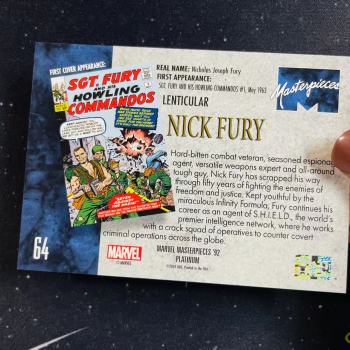 FIRST COVER APPEARANCE:
SGT. FURY
AND HIS
HOWLING
COMMANDOS
REAL NAME: Nicholas Joseph Fury
FIRST APPEARANCE:
SGT. FURY AND HIS HOWLING COMMANDOS #1, May 1963
Masterpieces
LENTICULAR
NICK FURY
Hard-bitten combat veteran, seasoned espionage
agent, versatile weapons expert and all-around
tough guy, Nick Fury has scrapped his way
through fifty years of fighting the enemies of
freedom and justice. Kept youthful by the
miraculous Infinity Formula, Fury continues his
career as an agent of S.H.I.E.L.D., the world's
premier intelligence network, where he works
with a crack squad of operatives to counter covert
criminal operations across the globe.
64
MARVEL
MARVEL MASTERPIECES '92
PLATINUM